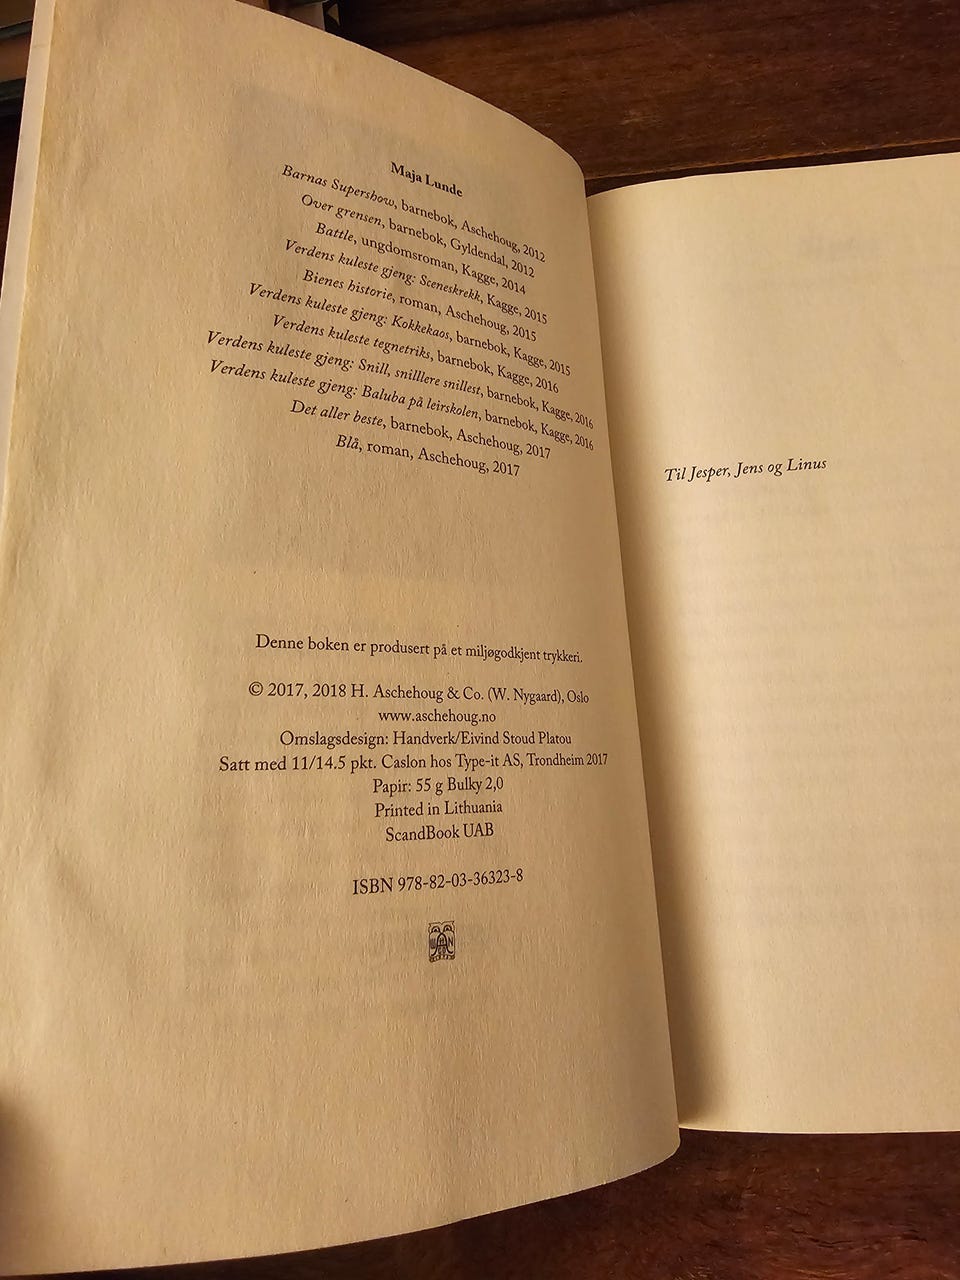 Maja Lunde
Barnas Supershow, barnebok, Aschehoug, 2012
Over grensen, barnebok, Gyldendal, 2012
Battle, ungdomsroman, Kagge, 2014
Verdens kuleste gjeng: Sceneskrekk, Kagge, 2015
Bienes historie, roman, Aschehoug, 2015
Verdens kuleste gjeng: Kokkekaos, barnebok, Kagge, 2015
Verdens kuleste tegnetriks, barnebok, Kagge, 2016
Verdens kuleste gjeng: Snill, snilllere snillest, barnebok, Kagge, 2016
Verdens kuleste gjeng: Baluba på leirskolen, barnebok, Kagge, 2016
Det aller beste, barnebok, Aschehoug, 2017
Blå, roman, Aschehoug, 2017
Denne boken er produsert på et miljøgodkjent trykkeri.
© 2017, 2018 H. Aschehoug & Co. (W. Nygaard), Oslo
www.aschehoug.no
Omslagsdesign: Handverk/Eivind Stoud Platou
Satt med 11/14.5 pkt. Caslon hos Type-it AS, Trondheim 2017
Papir: 55 g Bulky 2,0
Printed in Lithuania
ScandBook UAB
ISBN 978-82-03-36323-8
Til Jesper, Jens og Linus